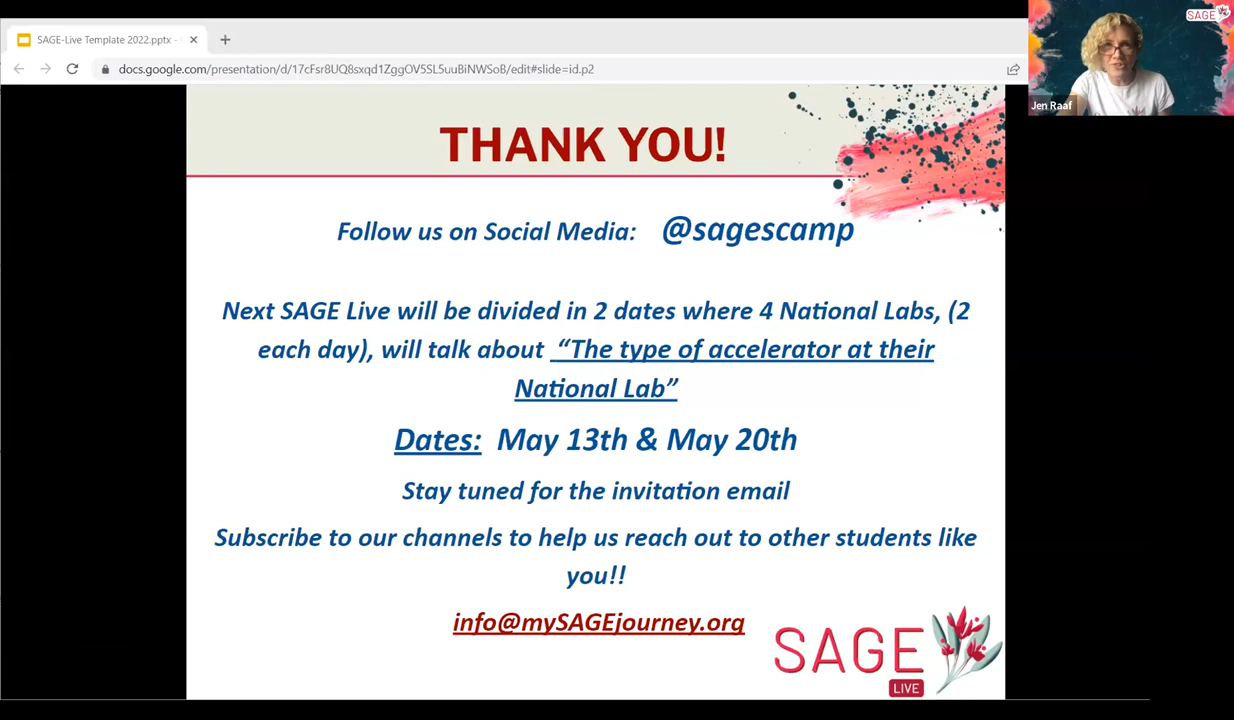 SAGE-Live Template 2022.pptx -
docs.google.com/presentation/d/17cFsr8UQ8sxqd1ZggOV5SL5uuBiNWSoB/edit#slide=id.p2
SAGE
Jen Raaf
THANK YOU!
Follow us on Social Media: @sagescamp
Next SAGE Live will be divided in 2 dates where 4 National Labs, (2
each day), will talk about “The type of accelerator at their
National Lab”
Dates: May 13th & May 20th
Stay tuned for the invitation email
Subscribe to our channels to help us reach out to other students like
you!!
info@mySAGEjourney.org
SAGE
LIVE